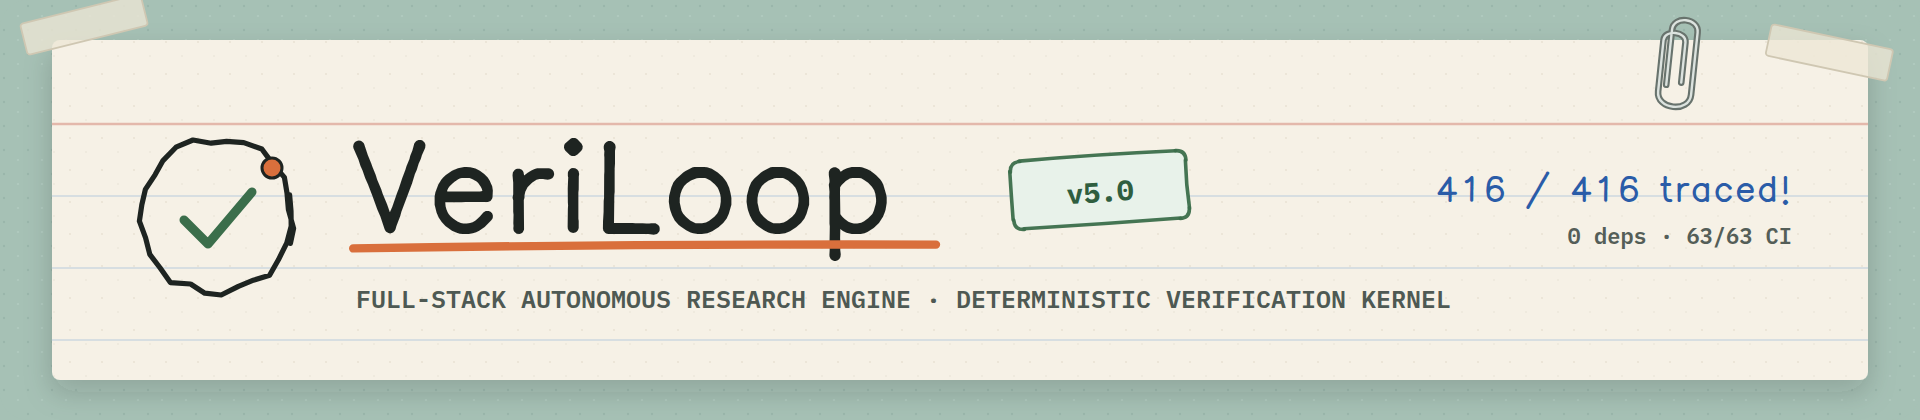 VeriLoop
v5.0
416 / 416 traced!
0 deps · 63/63 CI
FULL-STACK AUTONOMOUS RESEARCH ENGINE · DETERMINISTIC VERIFICATION KERNEL